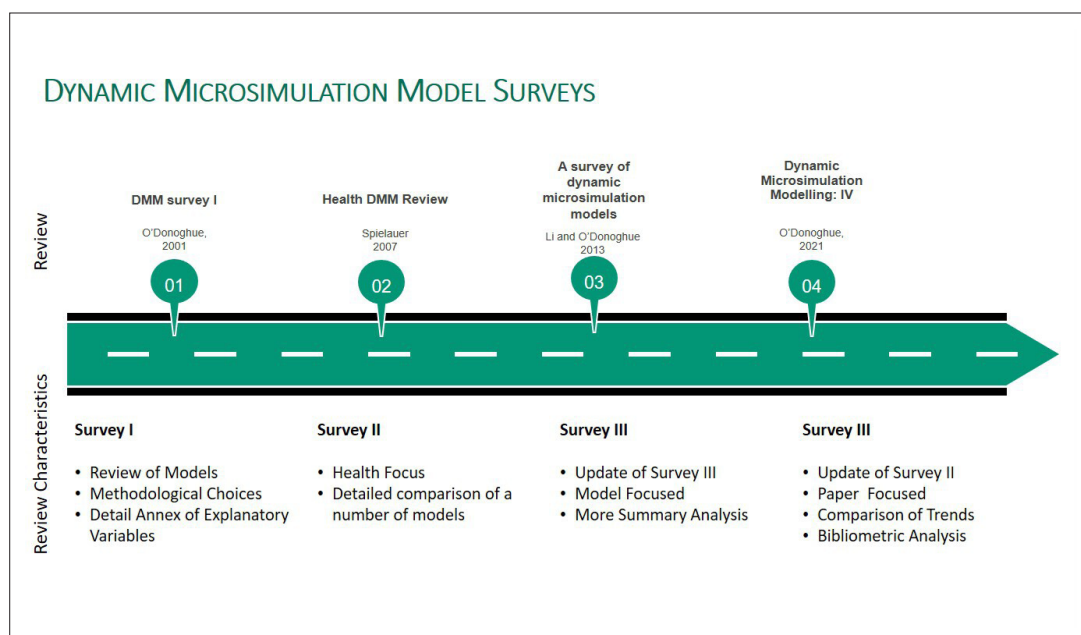 DYNAMIC MICROSIMULATION MODEL SURVEYS
Review
DMM survey I
O'Donoghue,
2001
01
Health DMM Review
Spielauer
2007
02
A survey of
dynamic
microsimulation
models
Li and O'Donoghue
2013
03
Dynamic
Microsimulation
Modelling: IV
O'Donoghue,
2021
04
Review Characteristics
Survey I
• Review of Models
• Methodological Choices
• Detail Annex of Explanatory
Variables
Survey II
• Health Focus
• Detailed comparison of a
number of models
Survey III
• Update of Survey III
• Model Focused
• More Summary Analysis
Survey III
• Update of Survey II
• Paper Focused
• Comparison of Trends
• Bibliometric Analysis